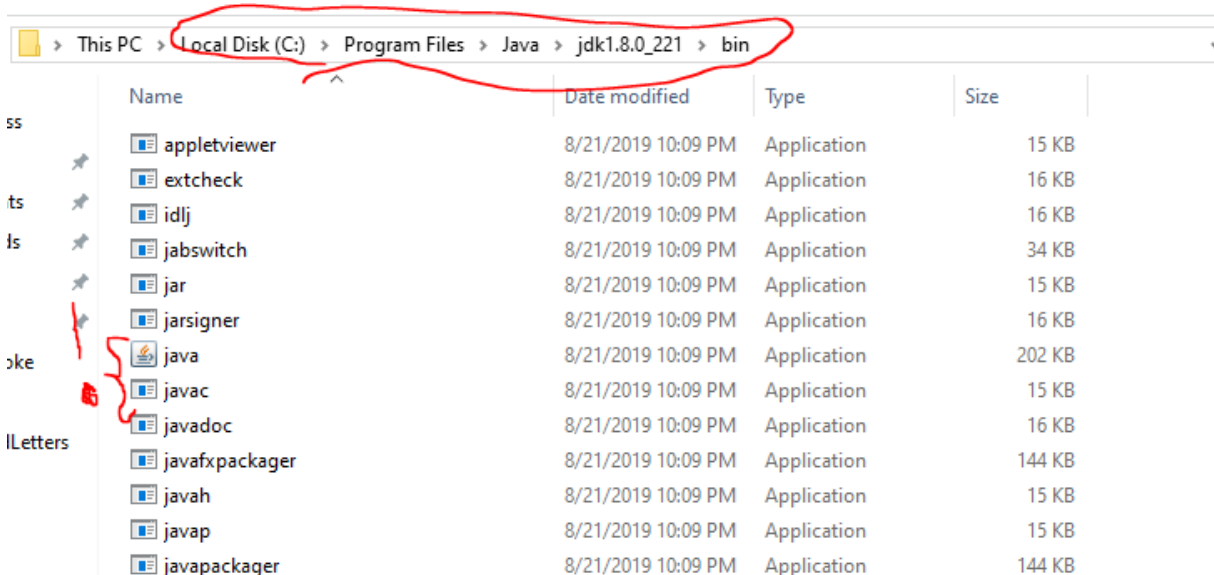 This PC > Local Disk (C:) > Program Files > Java > jdk1.8.0_221 > bin
Name Date modified Type Size
appletviewer 8/21/2019 10:09 PM Application 15 KB
extcheck 8/21/2019 10:09 PM Application 16 KB
idlj 8/21/2019 10:09 PM Application 16 KB
jabswitch 8/21/2019 10:09 PM Application 34 KB
jar 8/21/2019 10:09 PM Application 15 KB
jarsigner 8/21/2019 10:09 PM Application 16 KB
java 8/21/2019 10:09 PM Application 202 KB
javac 8/21/2019 10:09 PM Application 15 KB
javadoc 8/21/2019 10:09 PM Application 16 KB
lLetters
javafxpackager 8/21/2019 10:09 PM Application 144 KB
javah 8/21/2019 10:09 PM Application 15 KB
javap 8/21/2019 10:09 PM Application 15 KB
javapackager 8/21/2019 10:09 PM Application 144 KB